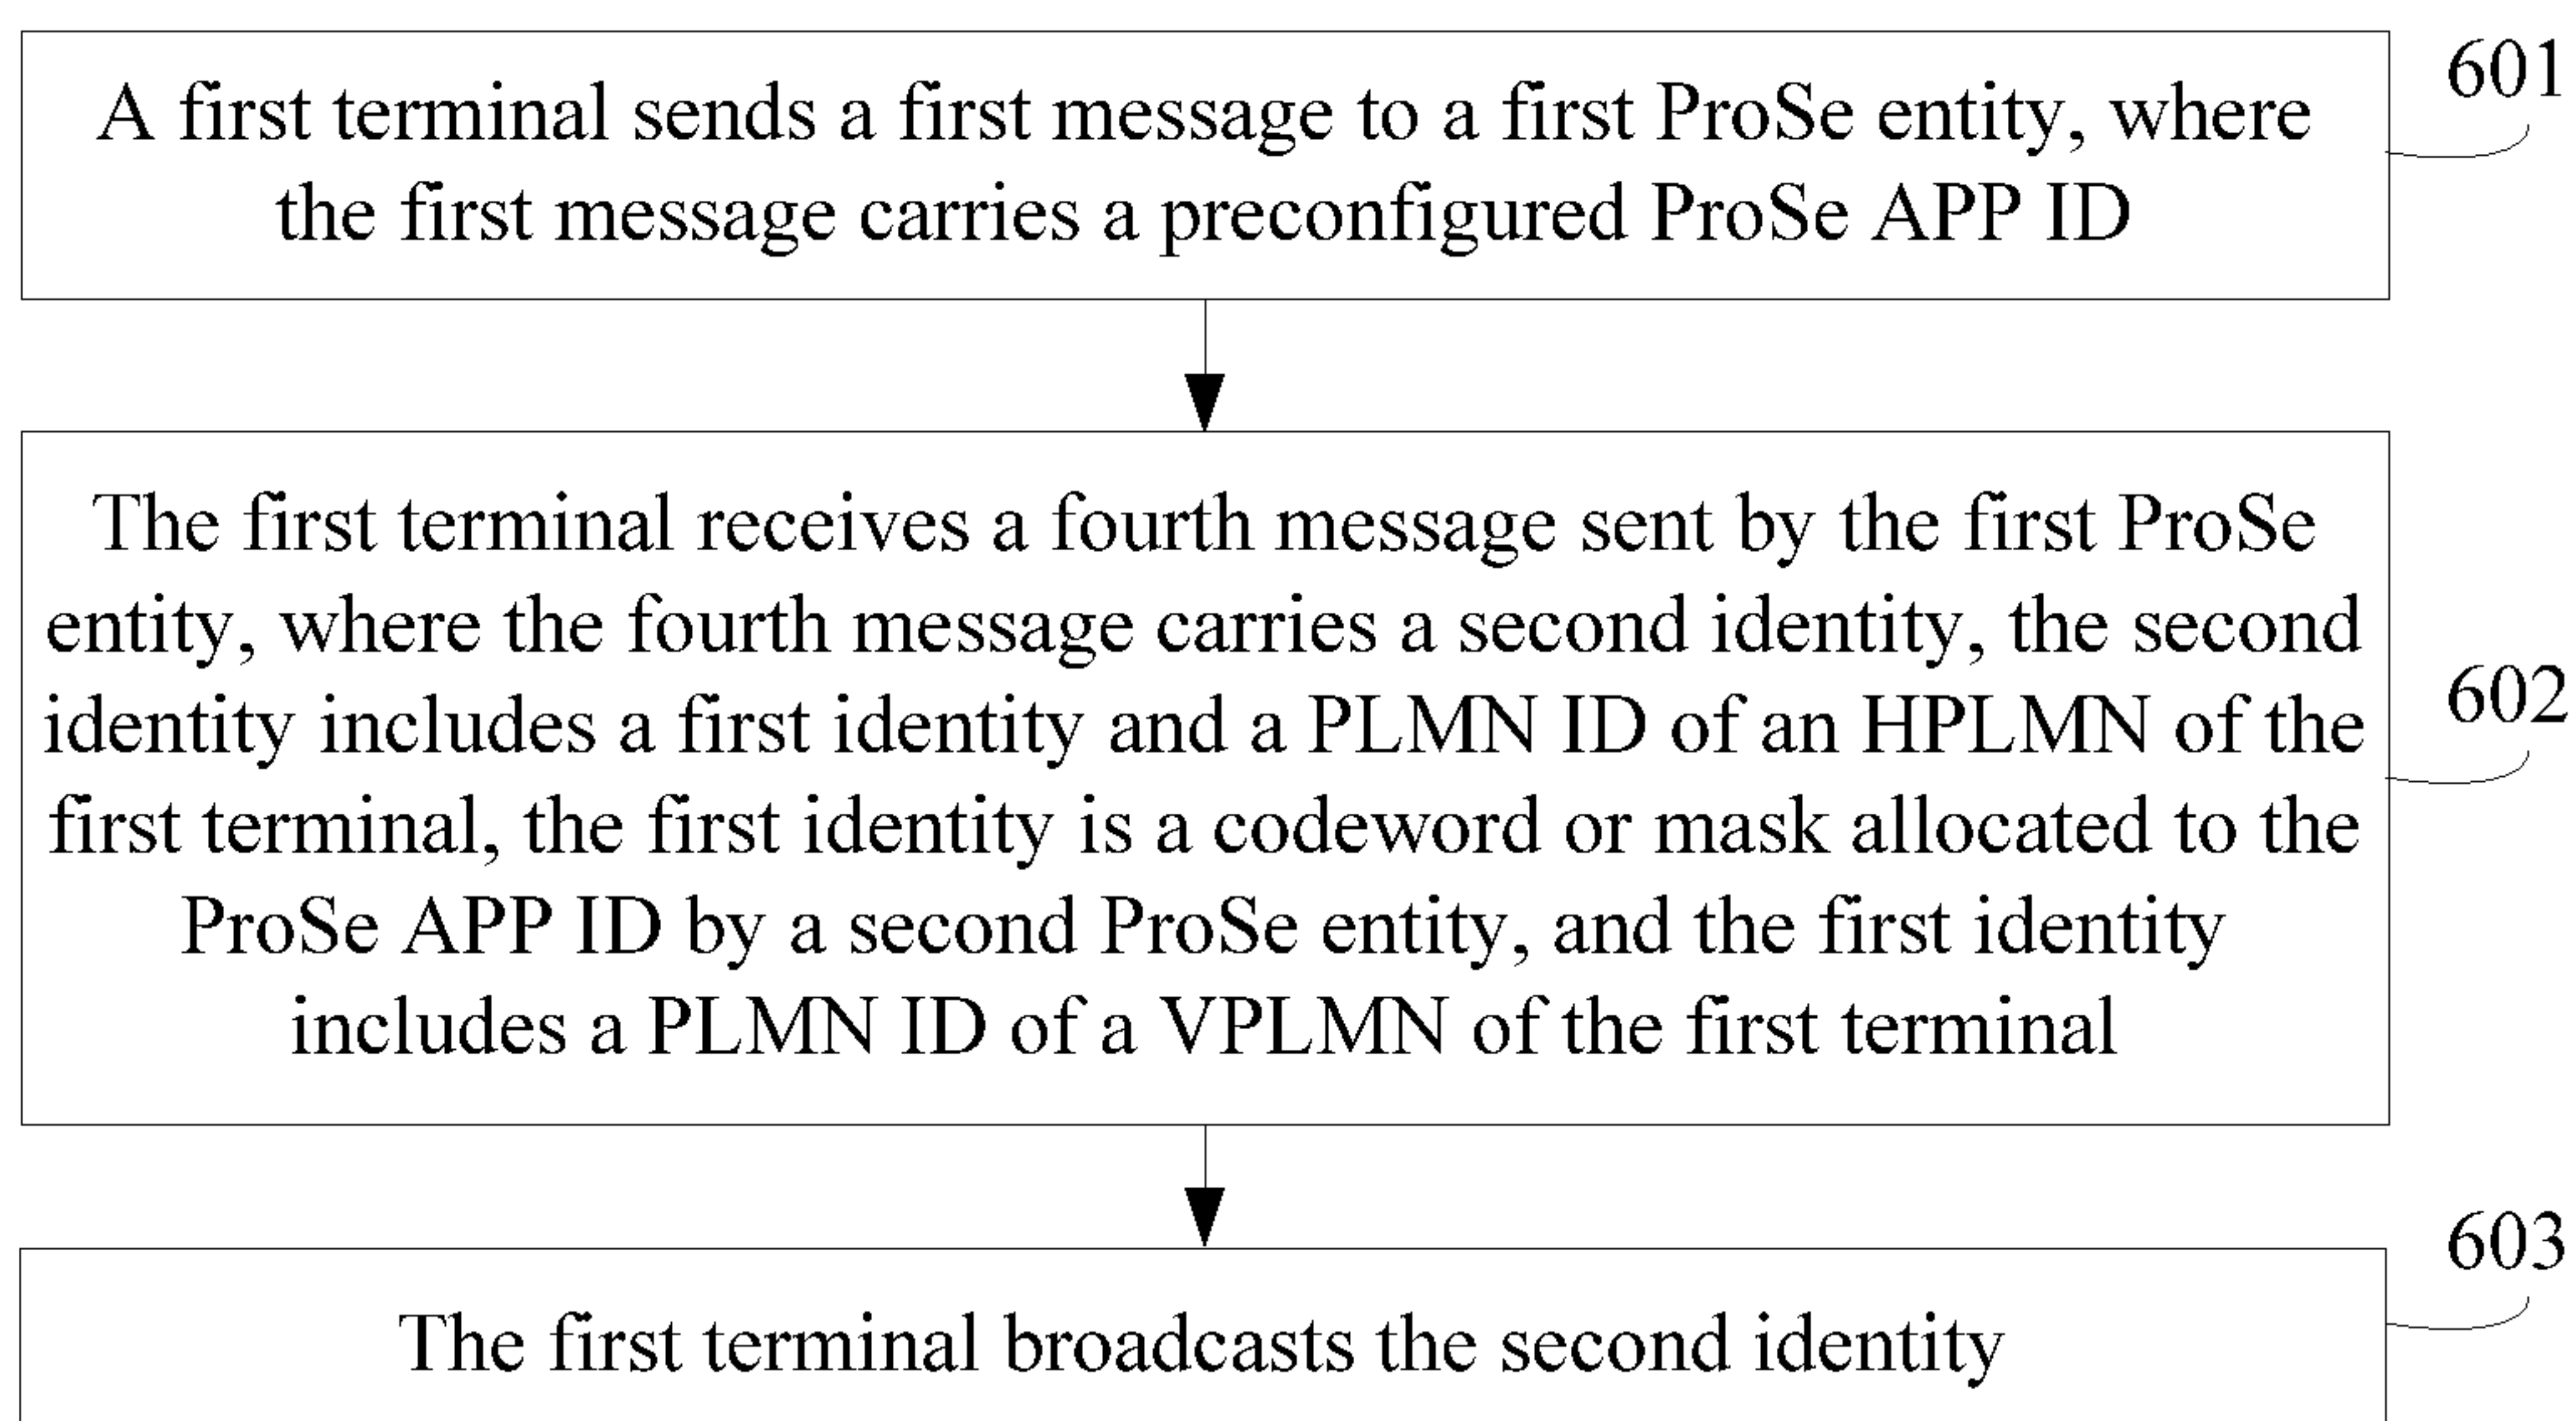 A first terminal sends a first message to a first ProSe entity, where
the first message carries a preconfigured ProSe APP ID
601
The first terminal receives a fourth message sent by the first ProSe
entity, where the fourth message carries a second identity, the second
identity includes a first identity and a PLMN ID of an HPLMN of the
first terminal, the first identity is a codeword or mask allocated to the
ProSe APP ID by a second ProSe entity, and the first identity
includes a PLMN ID of a VPLMN of the first terminal
602
The first terminal broadcasts the second identity
603